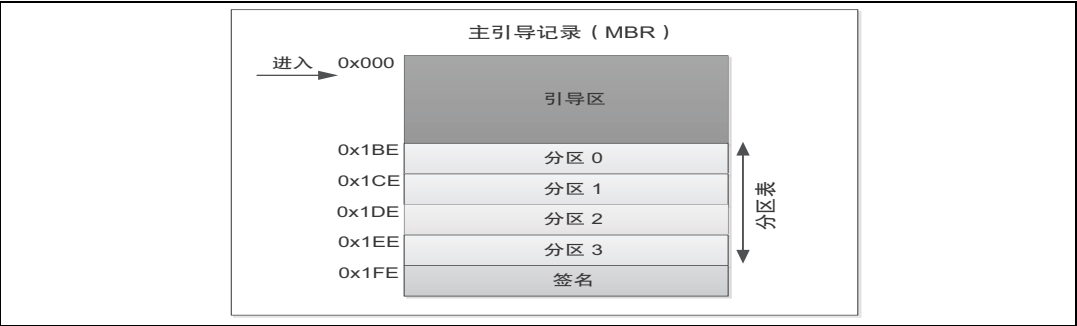 主引导记录（MBR）
进入 0x000
引导区
0x1BE 分区 0
0x1CE 分区 1
0x1DE 分区 2
0x1EE 分区 3
0x1FE 签名
分区表